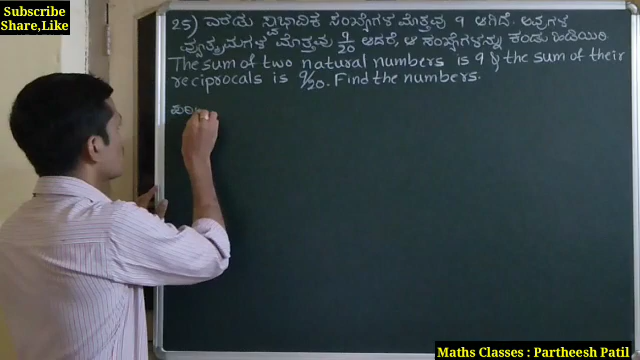 Subscribe
Share,Like
25) ಎರಡು ಸ್ವಾಭಾವಿಕ ಸಂಖ್ಯೆಗಳ ಮೊತ್ತವು 9 ಆಗಿದೆ. ಅವುಗಳ
ವ್ಯುತ್ಕ್ರಮಗಳ ಮೊತ್ತವು 9/20 ಆದರೆ, ಆ ಸಂಖ್ಯೆಗಳನ್ನು ಕಂಡು ಹಿಡಿಯಿರಿ.
The sum of two natural numbers is 9 & the sum of their
reciprocals is 9/20. Find the numbers.
Maths Classes : Partheesh Patil